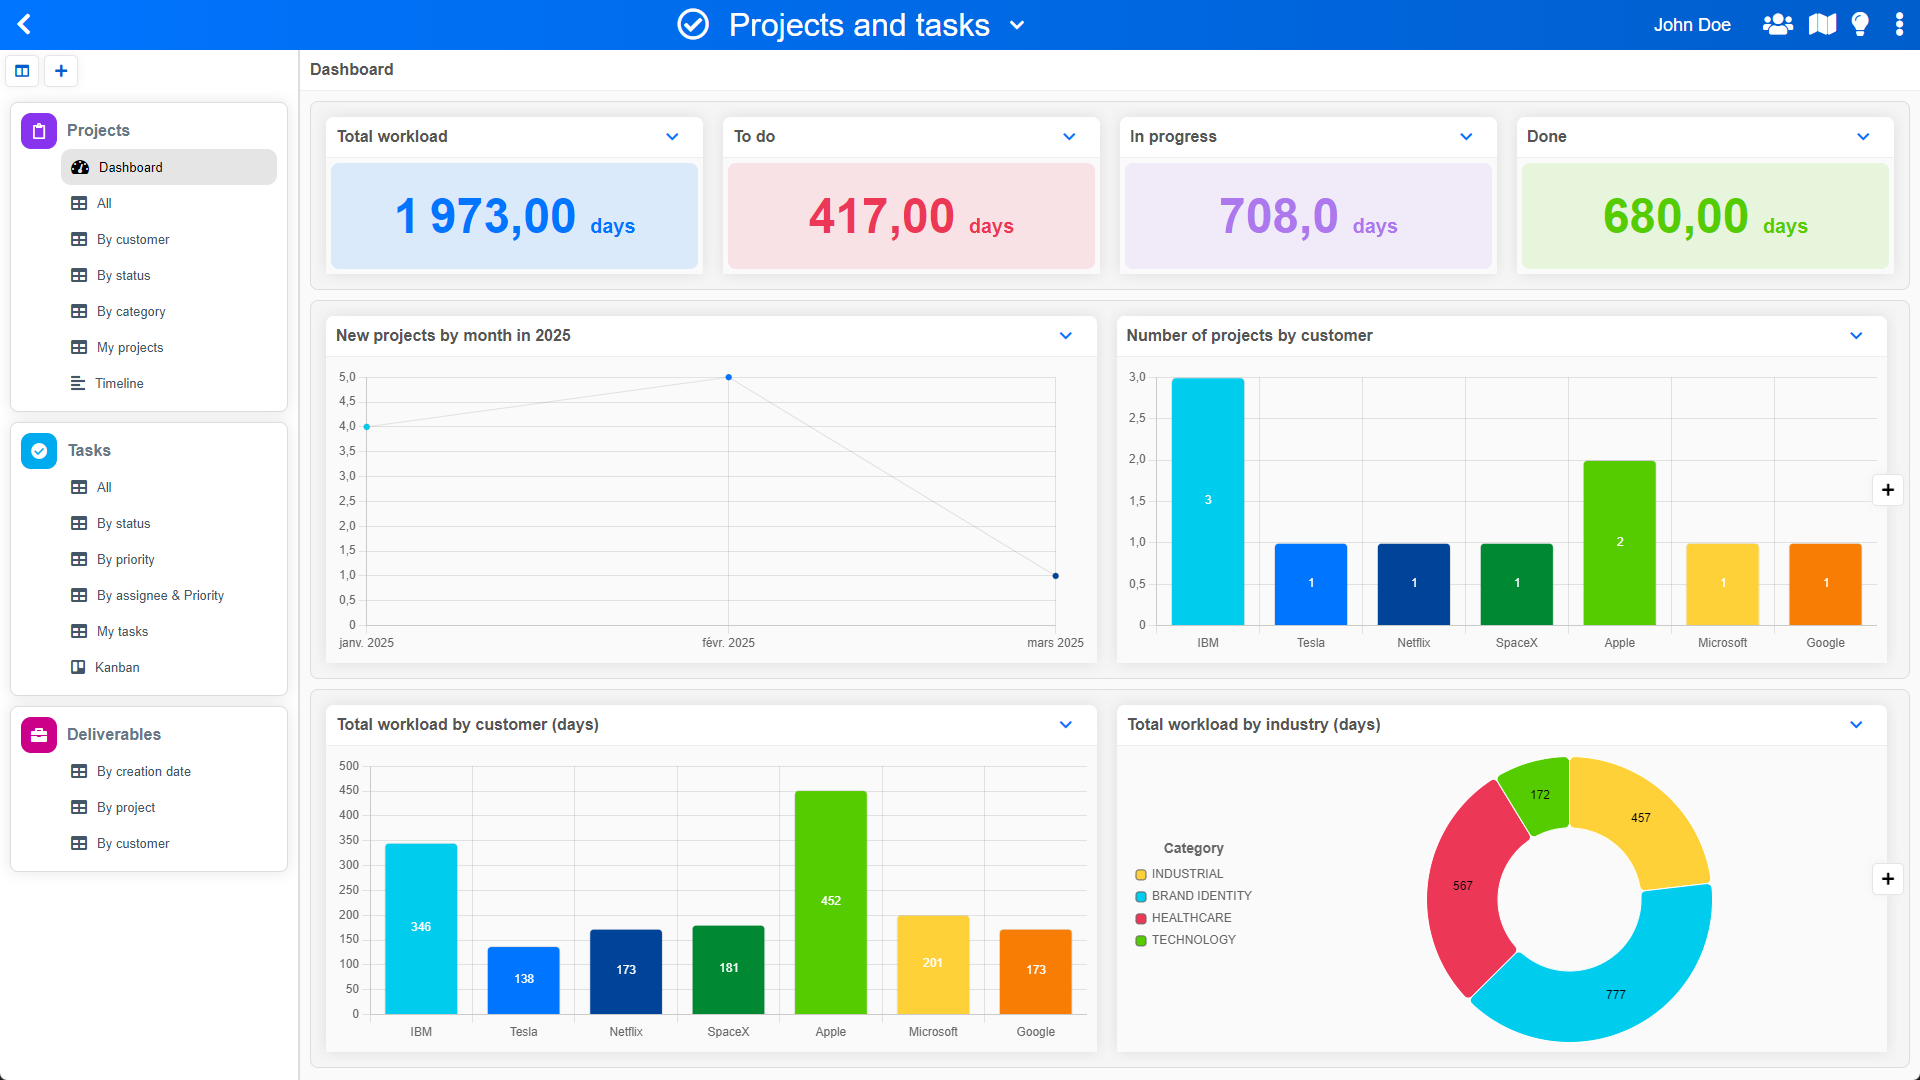 Projects and tasks
John Doe
Dashboard
Projects
Dashboard
All
By customer
By status
By category
My projects
Timeline
Tasks
All
By status
By priority
By assignee & Priority
My tasks
Kanban
Deliverables
By creation date
By project
By customer
Total workload
1 973,00 days
To do
417,00 days
In progress
708,0 days
Done
680,00 days
New projects by month in 2025
5,0
4,5
4,0
3,5
3,0
2,5
2,0
1,5
1,0
0,5
0
janv. 2025 févr. 2025 mars 2025
Number of projects by customer
3,0
2,5
2,0
1,5
1,0
0,5
0
3 1 1 1 2 1 1
IBM Tesla Netflix SpaceX Apple Microsoft Google
Total workload by customer (days)
500
450
400
350
300
250
200
150
100
50
0
346 138 173 181 452 201 173
IBM Tesla Netflix SpaceX Apple Microsoft Google
Total workload by industry (days)
Category
INDUSTRIAL
BRAND IDENTITY
HEALTHCARE
TECHNOLOGY
172
457
567
777